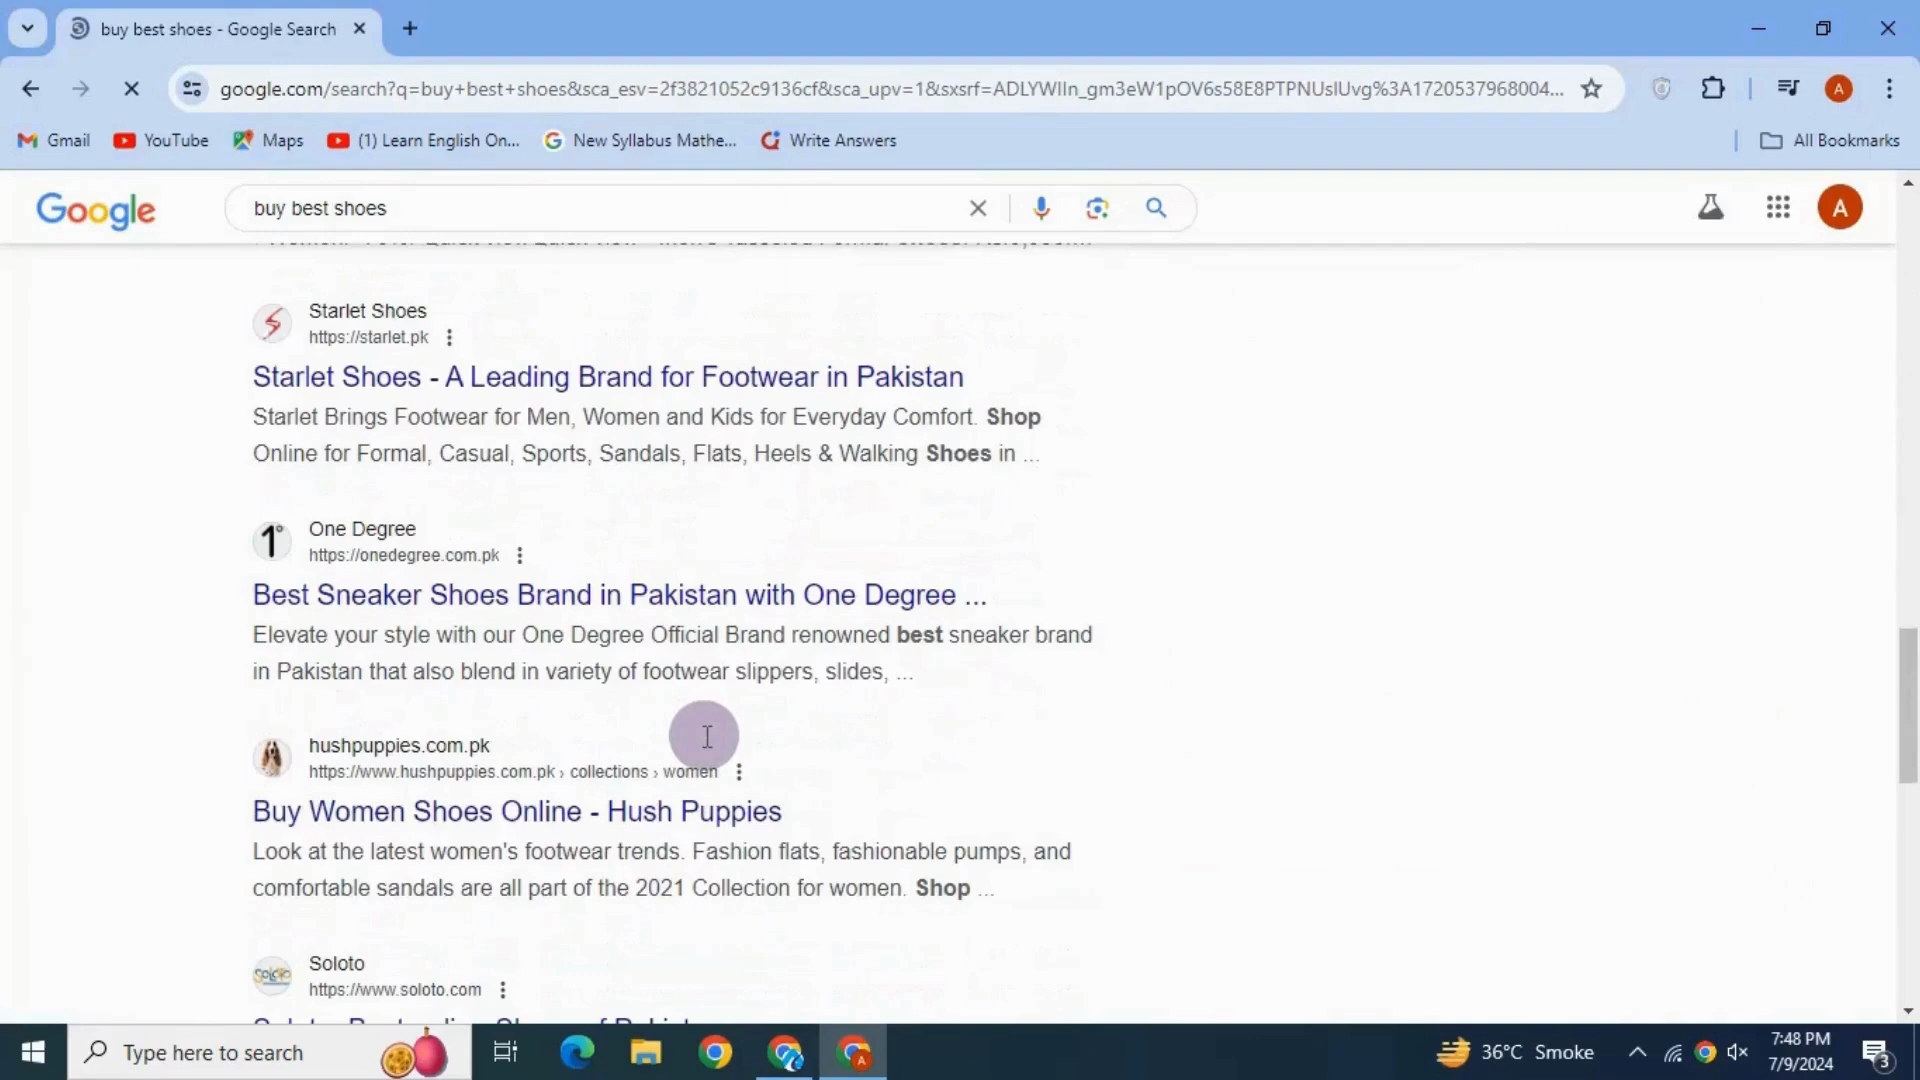 buy best shoes - Google Search
google.com/search?q=buy+best+shoes&sca_esv=2f3821052c9136cf&sca_upv=1&sxsrf=ADLYWIIn_gm3eW1pOV6s58E8PTPNUslUvg%3A1720537968004...
A
Gmail
YouTube
Maps
(1) Learn English On...
New Syllabus Mathe...
Write Answers
All Bookmarks
Google
buy best shoes
A
Starlet Shoes
https://starlet.pk
Starlet Shoes - A Leading Brand for Footwear in Pakistan
Starlet Brings Footwear for Men, Women and Kids for Everyday Comfort. Shop
Online for Formal, Casual, Sports, Sandals, Flats, Heels & Walking Shoes in ...
1° One Degree
https://onedegree.com.pk
Best Sneaker Shoes Brand in Pakistan with One Degree ...
Elevate your style with our One Degree Official Brand renowned best sneaker brand
in Pakistan that also blend in variety of footwear slippers, slides, ...
hushpuppies.com.pk
https://www.hushpuppies.com.pk › collections › women
Buy Women Shoes Online - Hush Puppies
Look at the latest women's footwear trends. Fashion flats, fashionable pumps, and
comfortable sandals are all part of the 2021 Collection for women. Shop ...
Soloto
https://www.soloto.com
Type here to search
A
36°C Smoke
7:48 PM
7/9/2024
3